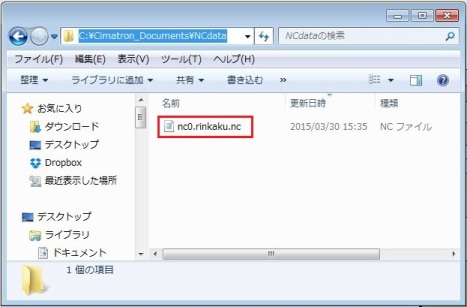 C:¥Cimatron_Documents¥NCdata
NCdataの検索
ファイル(F) 編集(E) 表示(V) ツール(T) ヘルプ(H)
整理 ライブラリに追加 共有 書き込む »
お気に入り
ダウンロード
デスクトップ
Dropbox
最近表示した場所
デスクトップ
ライブラリ
ドキュメント
名前 更新日時 種類
nc0.rinkaku.nc 2015/03/30 15:35 NC ファイル
1 個の項目